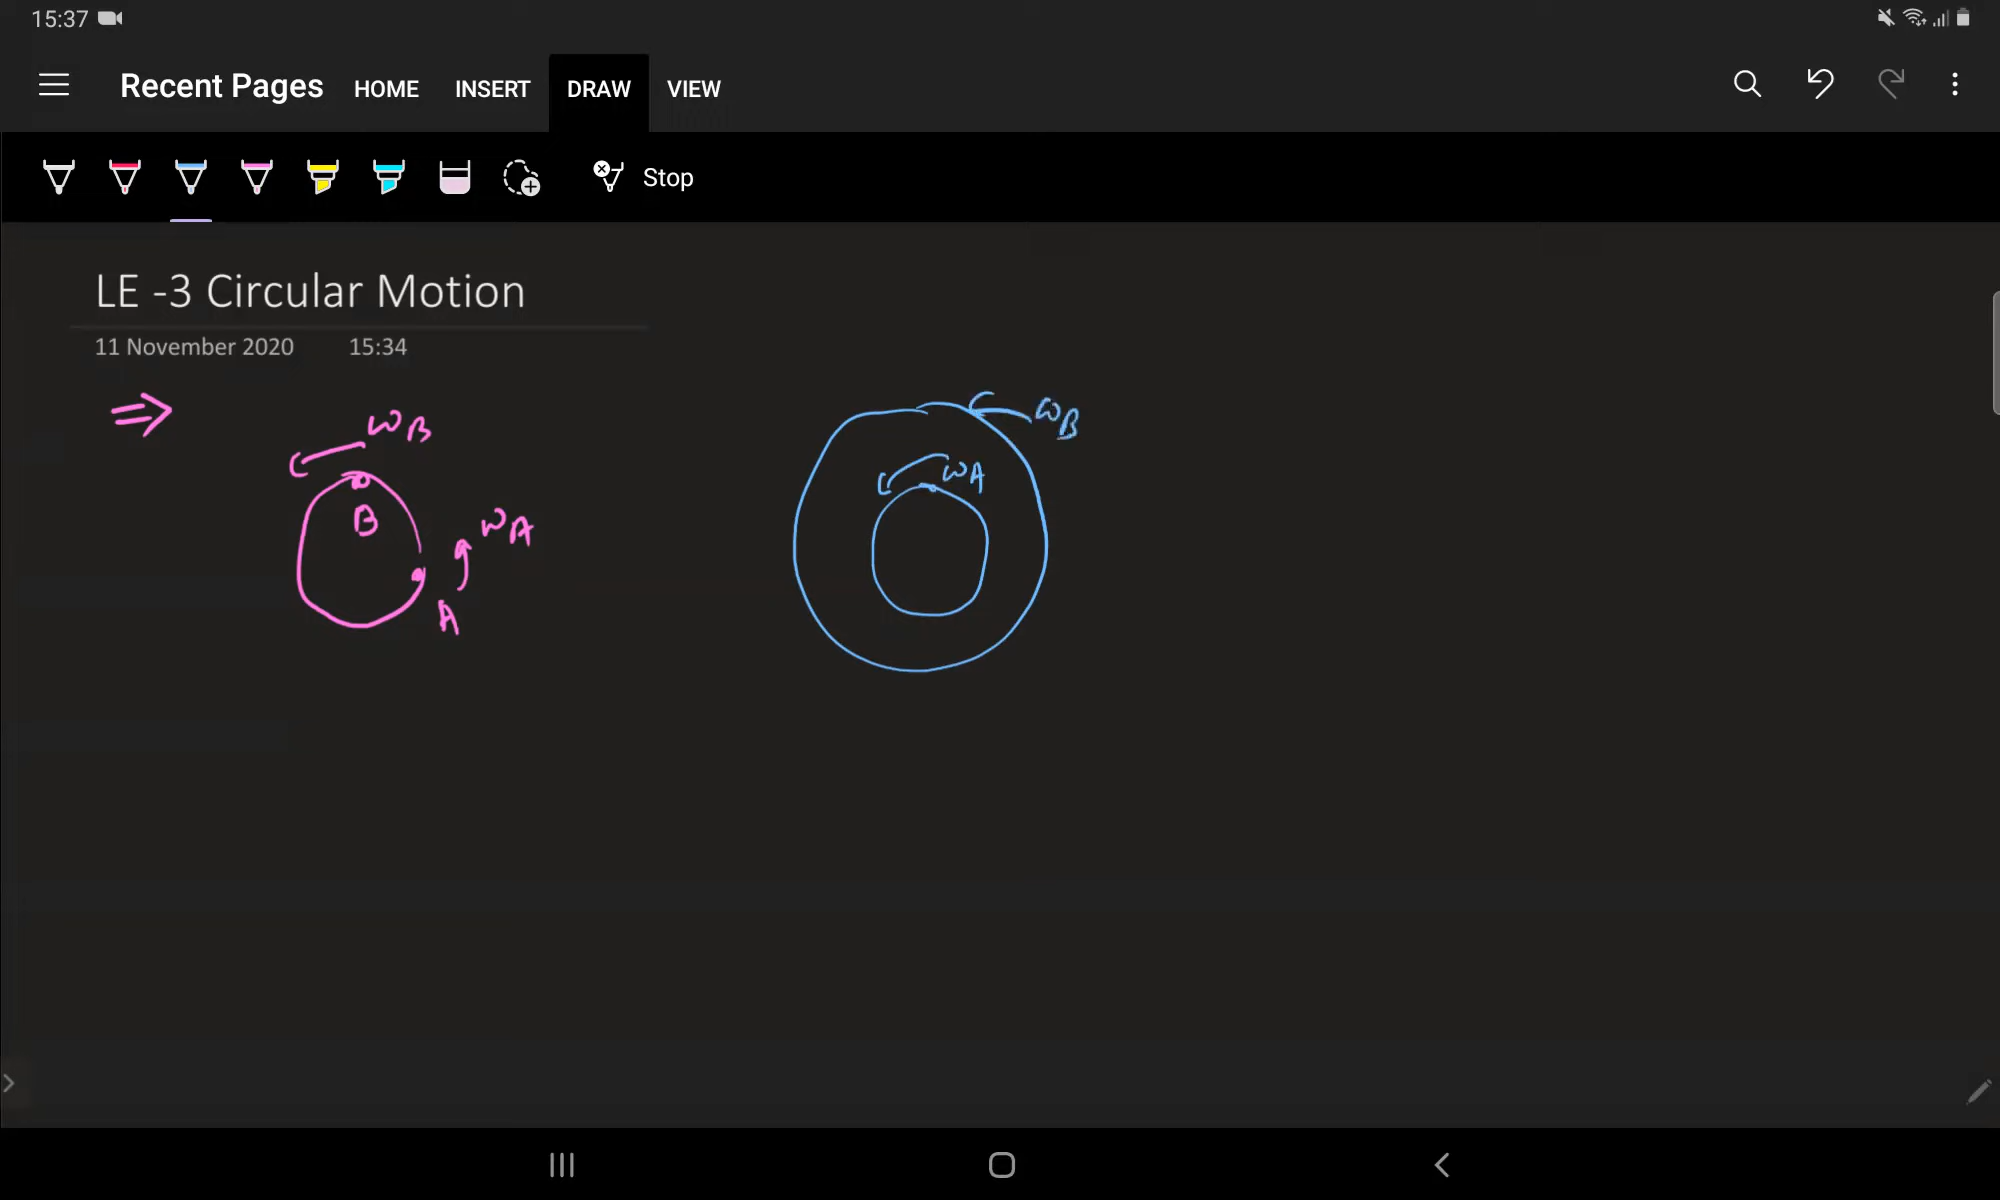 15:37
Recent Pages HOME INSERT DRAW VIEW
Stop
LE -3 Circular Motion
11 November 2020 15:34
⇒
ωB
B
ωA
A
ωB
ωA